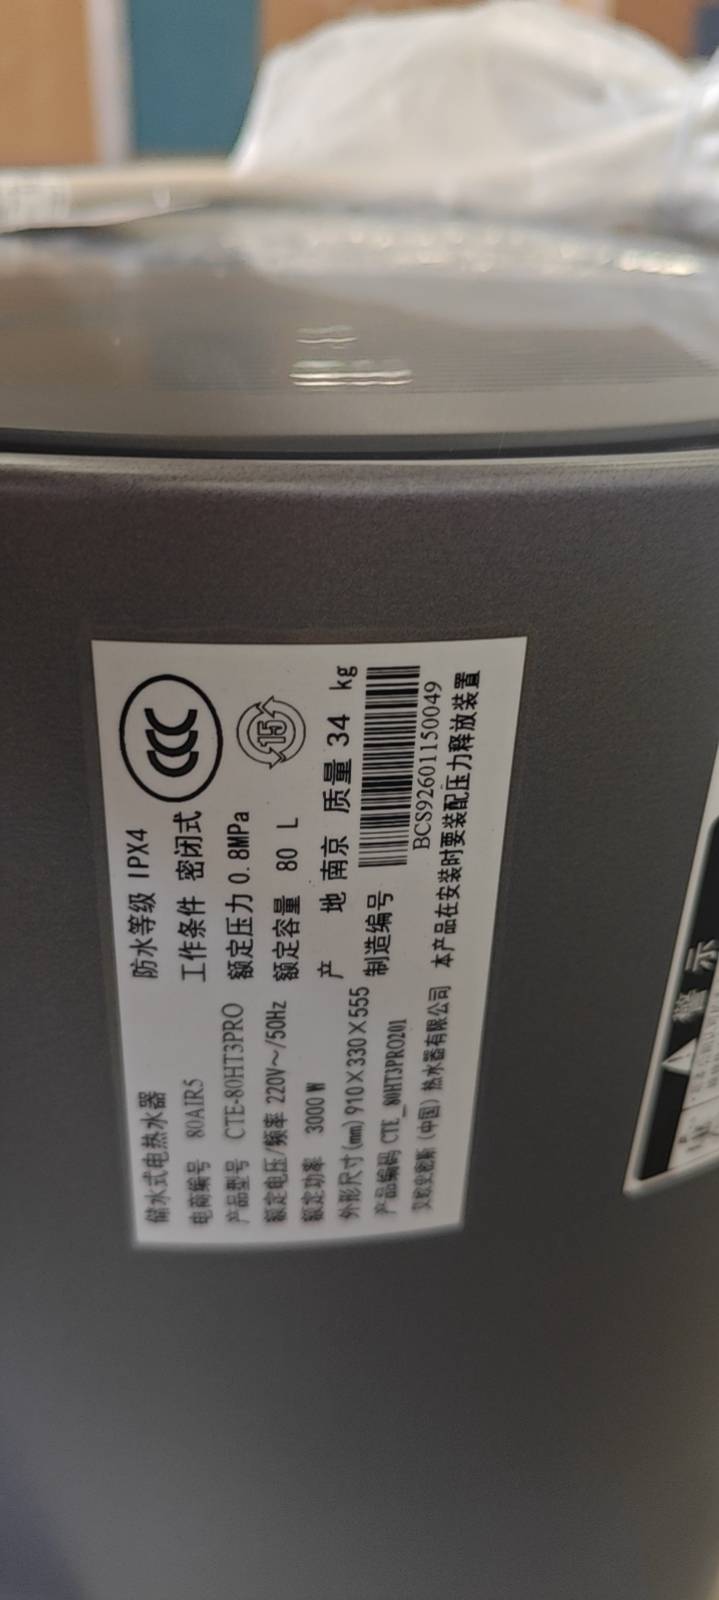 储水式电热水器
防水等级 IPX4
CCC
电商编号 80AIR5
工作条件 密闭式
产品型号 CTE-80HT3PRO
额定压力 0.8MPa
15
额定电压/频率 220V~/50Hz
额定容量 80 L
额定功率 3000 W
产 地 南京 质量 34 kg
外形尺寸(mm) 910×330×555
制造编号
BCS92601150049
产品编码 CTE_80HT3PRO201
艾欧史密斯（中国）热水器有限公司
本产品在安装时要装配压力释放装置
警示